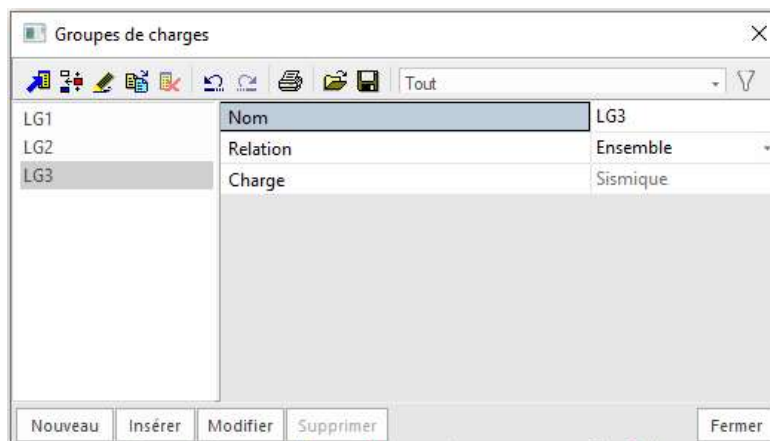 Groupes de charges
Tout
LG1
LG2
LG3
Nom LG3
Relation Ensemble
Charge Sismique
Nouveau Insérer Modifier Supprimer Fermer